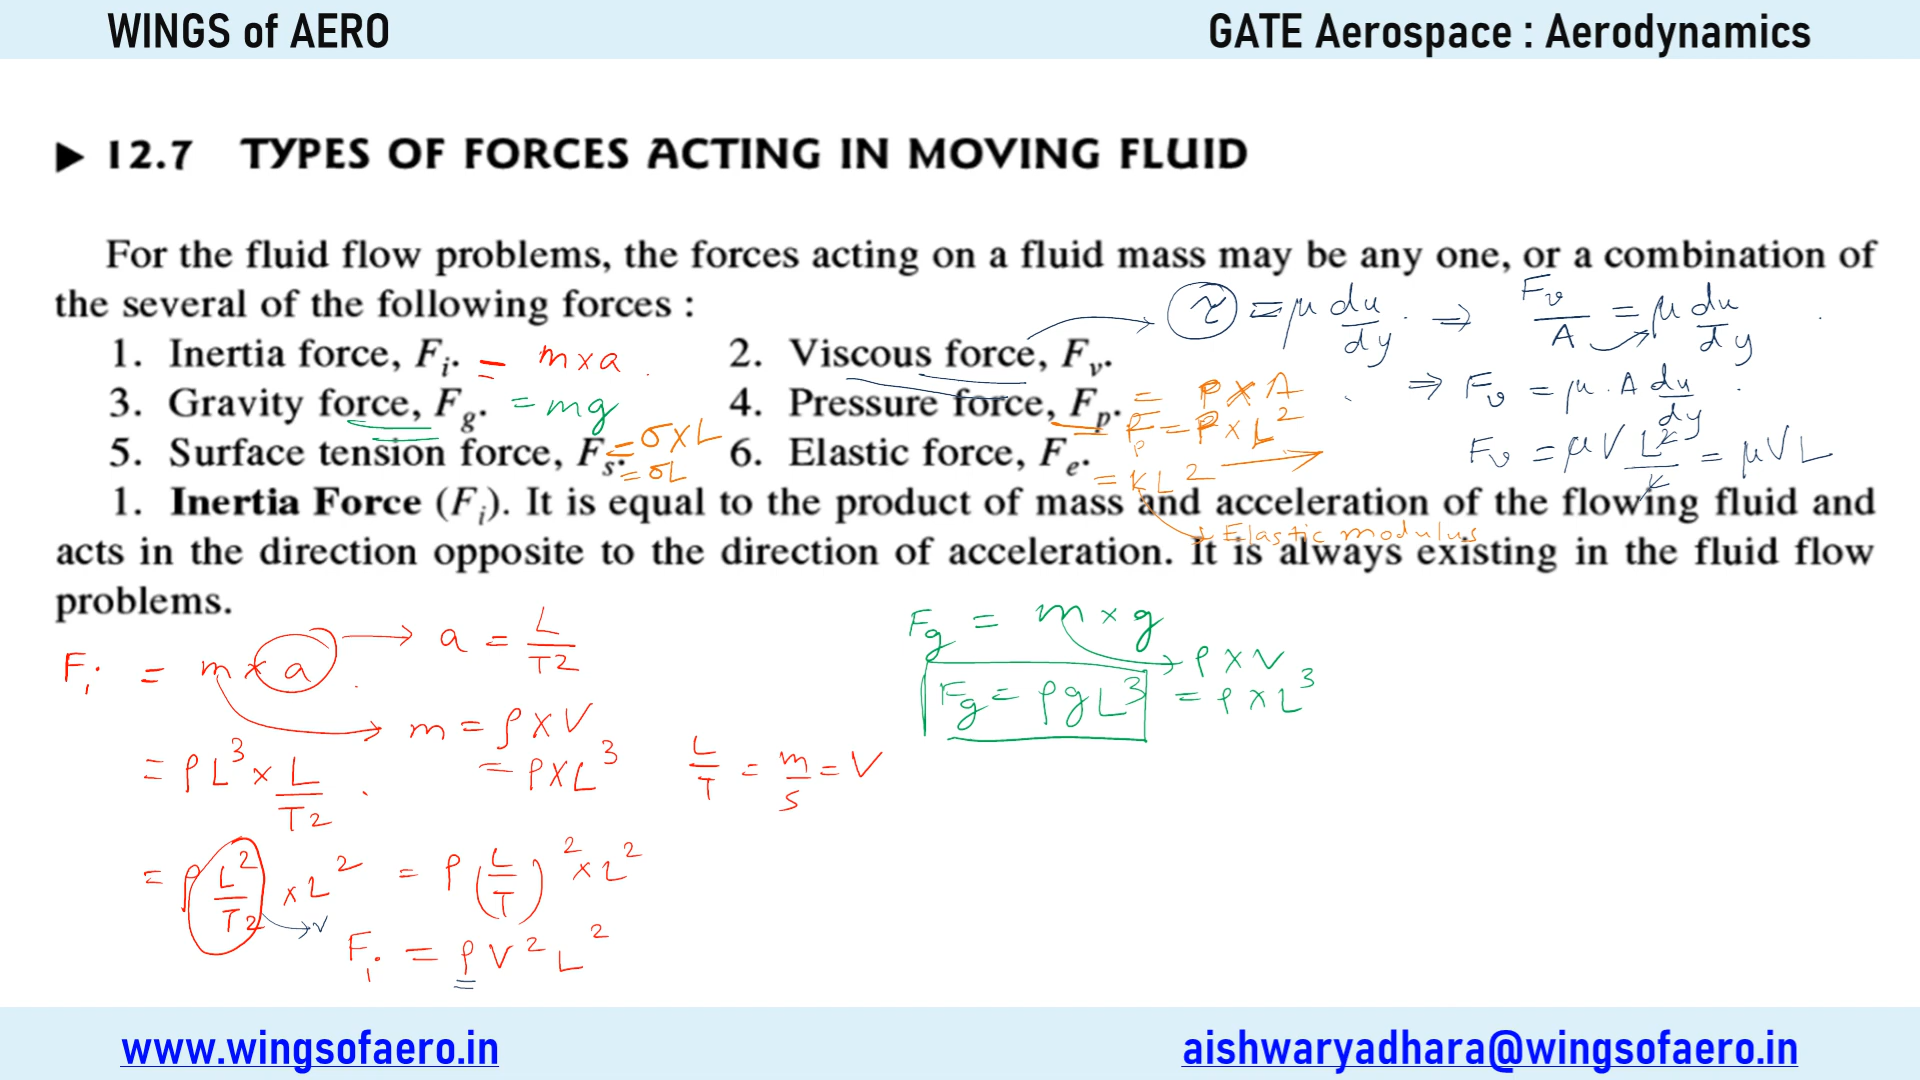 WINGS of AERO
GATE Aerospace : Aerodynamics
▶ 12.7 TYPES OF FORCES ACTING IN MOVING FLUID
For the fluid flow problems, the forces acting on a fluid mass may be any one, or a combination of
the several of the following forces :
1. Inertia force, Fi. = m x a
2. Viscous force, Fv.
τ = μ du/dy ⇒ Fv/A = μ du/dy
3. Gravity force, Fg. = mg
4. Pressure force, Fp. = P X A
⇒ Fv = μ . A du/dy
Fp = P x L²
5. Surface tension force, Fs. = σ X L
= σL
6. Elastic force, Fe. = KL²
Fv = μ V L²/L = μ V L
1. Inertia Force (Fi). It is equal to the product of mass and acceleration of the flowing fluid and
Elastic modulus
acts in the direction opposite to the direction of acceleration. It is always existing in the fluid flow
problems.
Fi = m x a → a = L/T2
m = ρ X V
= ρ X L³
= ρL³ x L/T2
L/T = m/s = V
= ρ L²/T2 x L² = ρ (L/T)² x L²
→ V
Fi = ρ V² L²
Fg = m x g
→ ρ X V
= ρ x L³
Fg = ρgL³
www.wingsofaero.in
aishwaryadhara@wingsofaero.in